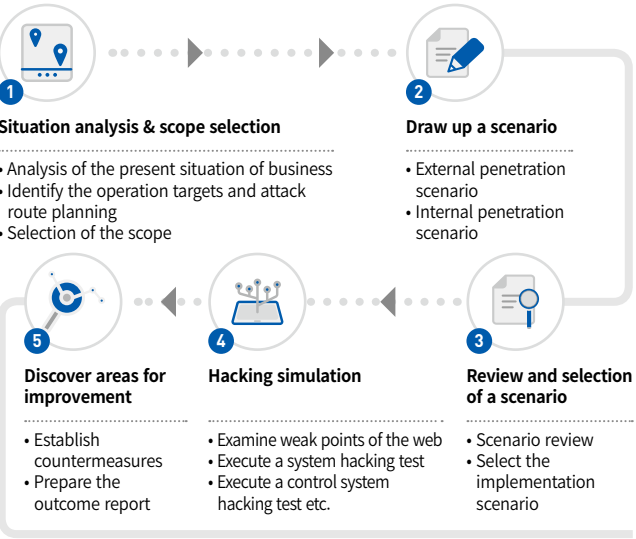 1
Situation analysis & scope selection
• Analysis of the present situation of business
• Identify the operation targets and attack
route planning
• Selection of the scope
2
Draw up a scenario
• External penetration
scenario
• Internal penetration
scenario
3
Review and selection
of a scenario
• Scenario review
• Select the
implementation
scenario
4
Hacking simulation
• Examine weak points of the web
• Execute a system hacking test
• Execute a control system
hacking test etc.
5
Discover areas for
improvement
• Establish
countermeasures
• Prepare the
outcome report